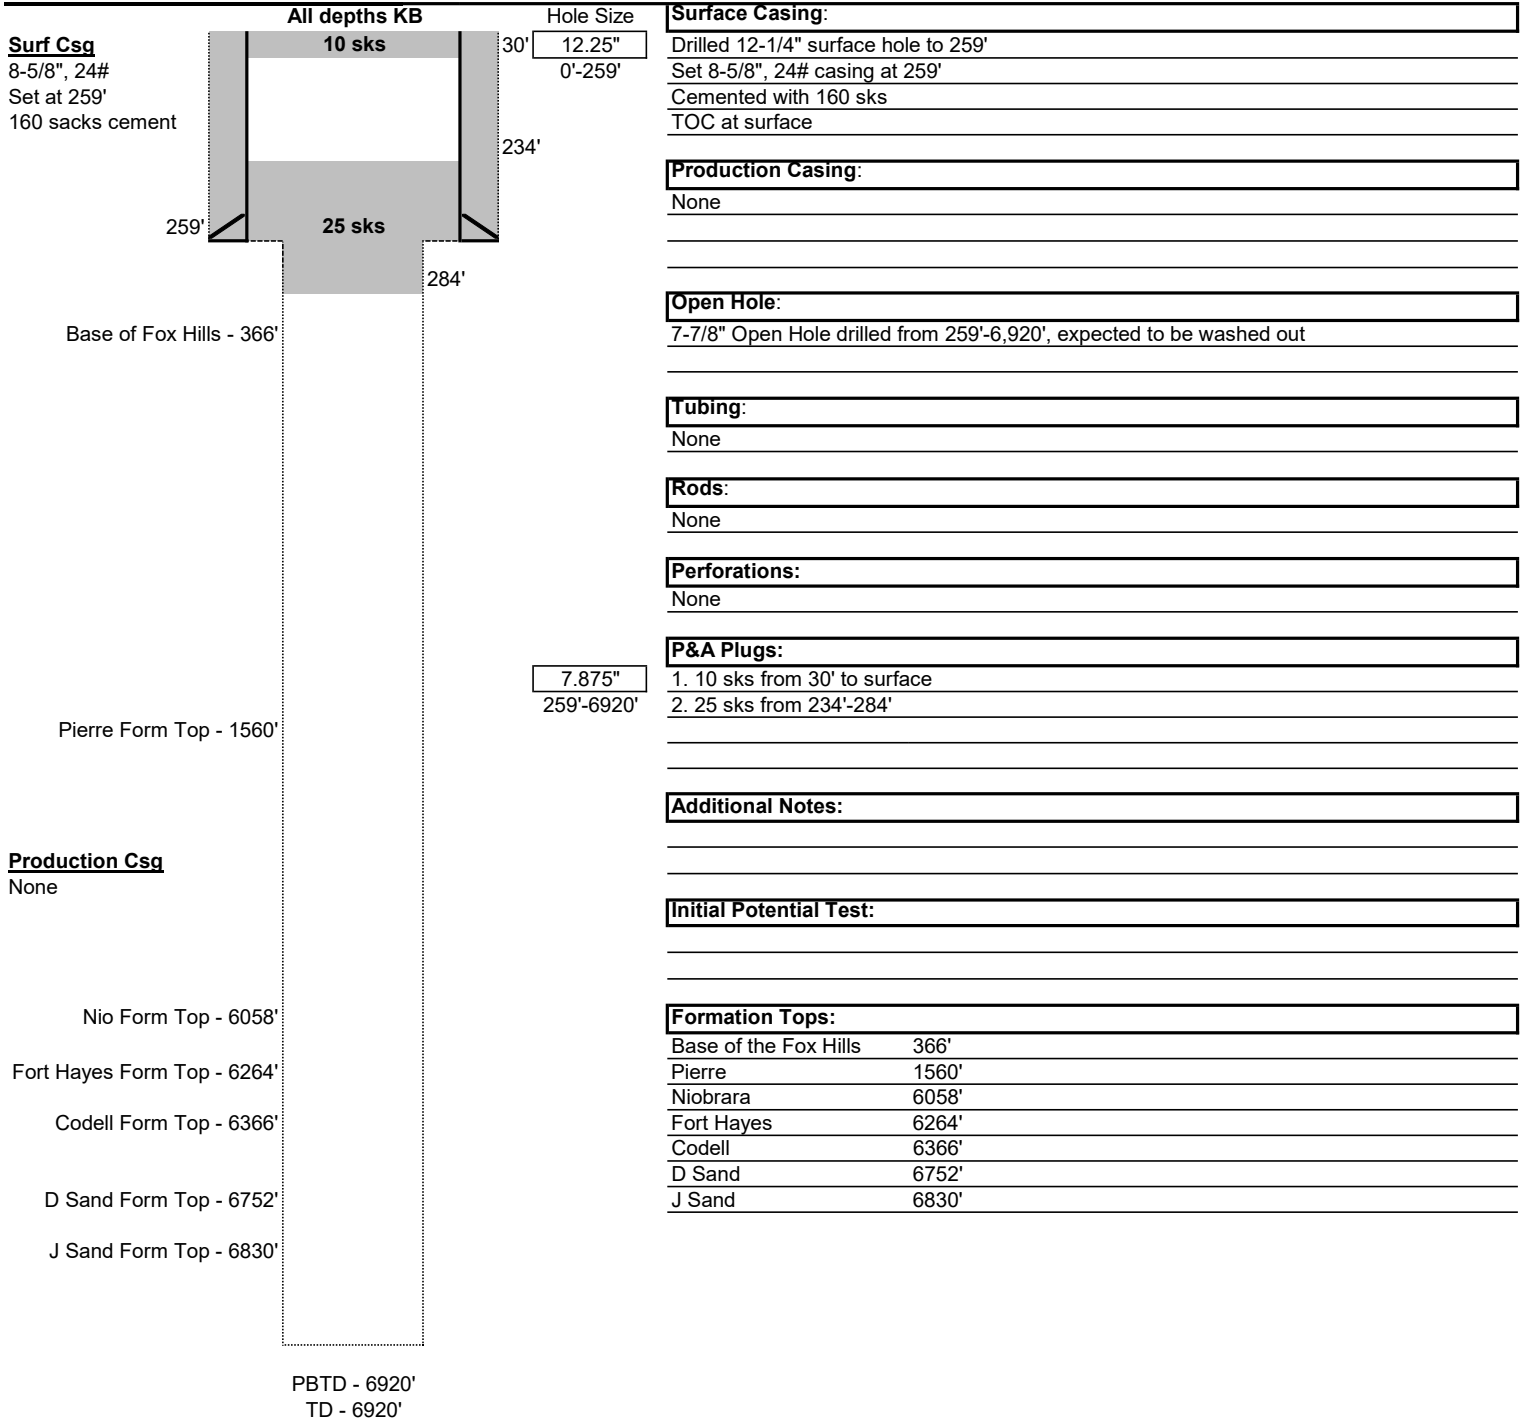 All depths KB
Hole Size
Surf Csg
8-5/8", 24#
Set at 259'
160 sacks cement
10 sks
30'
12.25"
0'-259'
234'
259'
25 sks
284'
Base of Fox Hills - 366'
7.875"
259'-6920'
Pierre Form Top - 1560'
Production Csg
None
Nio Form Top - 6058'
Fort Hayes Form Top - 6264'
Codell Form Top - 6366'
D Sand Form Top - 6752'
J Sand Form Top - 6830'
PBTD - 6920'
TD - 6920'
Surface Casing:
Drilled 12-1/4" surface hole to 259'
Set 8-5/8", 24# casing at 259'
Cemented with 160 sks
TOC at surface
Production Casing:
None
Open Hole:
7-7/8" Open Hole drilled from 259'-6,920', expected to be washed out
Tubing:
None
Rods:
None
Perforations:
None
P&A Plugs:
1. 10 sks from 30' to surface
2. 25 sks from 234'-284'
Additional Notes:
Initial Potential Test:
Formation Tops:
Base of the Fox Hills 366'
Pierre 1560'
Niobrara 6058'
Fort Hayes 6264'
Codell 6366'
D Sand 6752'
J Sand 6830'